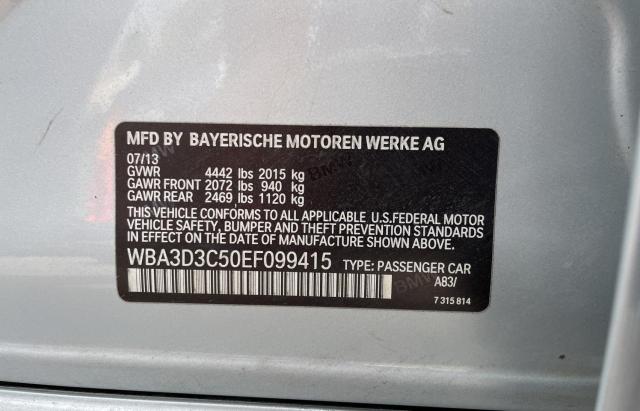 MFD BY BAYERISCHE MOTOREN WERKE AG
07/13
GVWR 4442 lbs 2015 kg
GAWR FRONT 2072 lbs 940 kg
GAWR REAR 2469 lbs 1120 kg
THIS VEHICLE CONFORMS TO ALL APPLICABLE U.S.FEDERAL MOTOR
VEHICLE SAFETY, BUMPER AND THEFT PREVENTION STANDARDS
IN EFFECT ON THE DATE OF MANUFACTURE SHOWN ABOVE.
WBA3D3C50EF099415 TYPE: PASSENGER CAR
A83/
7 315 814